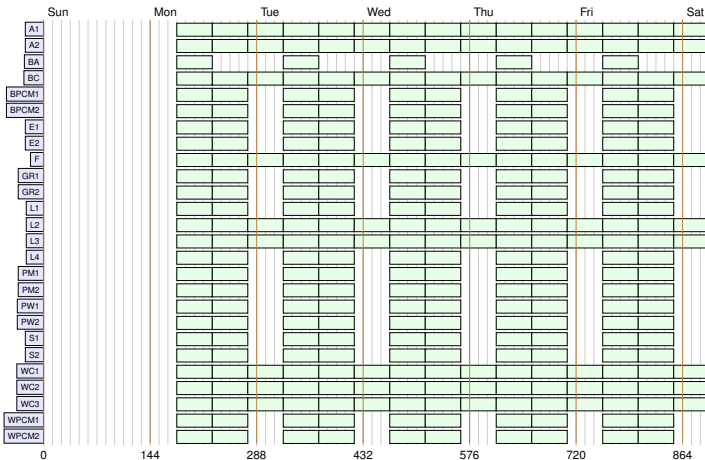 Sun Mon Tue Wed Thu Fri Sat
A1
A2
BA
BC
BPCM1
BPCM2
E1
E2
F
GR1
GR2
L1
L2
L3
L4
PM1
PM2
PW1
PW2
S1
S2
WC1
WC2
WC3
WPCM1
WPCM2
0 144 288 432 576 720 864